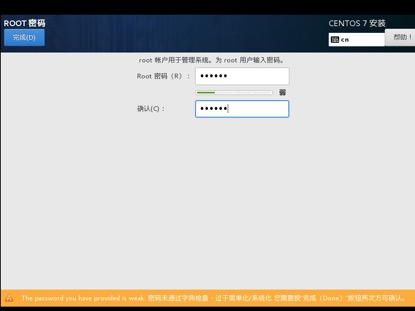 ROOT 密码
CENTOS 7 安装
完成(D)
cn
帮助！
root 帐户用于管理系统。为 root 用户输入密码。
Root 密码（R）：
弱
确认(C)：
The password you have provided is weak: 密码未通过字典检查 - 过于简单化/系统化 您需要按"完成（Done）"按钮两次方可确认。